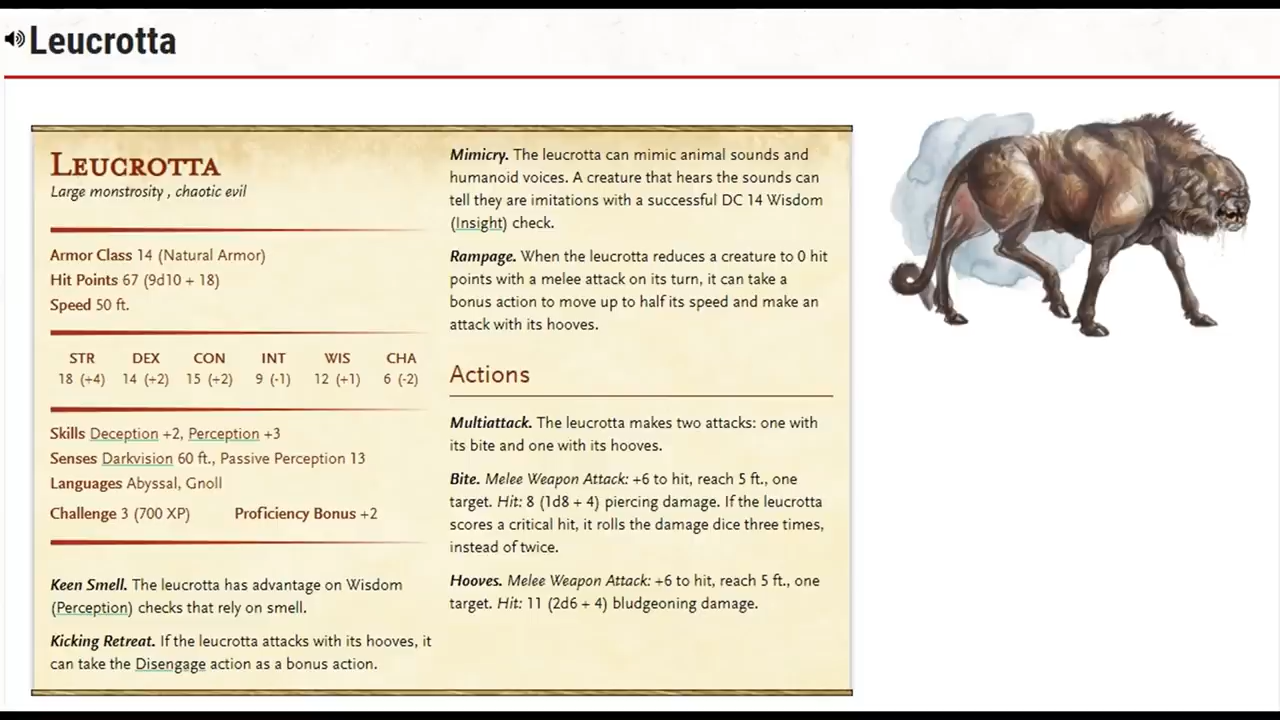 Leucrotta
LEUCROTTA
Large monstrosity , chaotic evil
Armor Class 14 (Natural Armor)
Hit Points 67 (9d10 + 18)
Speed 50 ft.
STR DEX CON INT WIS CHA
18 (+4) 14 (+2) 15 (+2) 9 (-1) 12 (+1) 6 (-2)
Skills Deception +2, Perception +3
Senses Darkvision 60 ft., Passive Perception 13
Languages Abyssal, Gnoll
Challenge 3 (700 XP) Proficiency Bonus +2
Keen Smell. The leucrotta has advantage on Wisdom
(Perception) checks that rely on smell.
Kicking Retreat. If the leucrotta attacks with its hooves, it
can take the Disengage action as a bonus action.
Mimicry. The leucrotta can mimic animal sounds and
humanoid voices. A creature that hears the sounds can
tell they are imitations with a successful DC 14 Wisdom
(Insight) check.
Rampage. When the leucrotta reduces a creature to 0 hit
points with a melee attack on its turn, it can take a
bonus action to move up to half its speed and make an
attack with its hooves.
Actions
Multiattack. The leucrotta makes two attacks: one with
its bite and one with its hooves.
Bite. Melee Weapon Attack: +6 to hit, reach 5 ft., one
target. Hit: 8 (1d8 + 4) piercing damage. If the leucrotta
scores a critical hit, it rolls the damage dice three times,
instead of twice.
Hooves. Melee Weapon Attack: +6 to hit, reach 5 ft., one
target. Hit: 11 (2d6 + 4) bludgeoning damage.